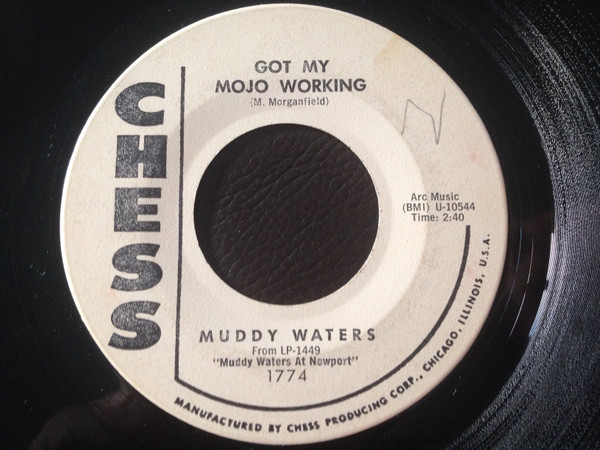 CHESS
GOT MY
MOJO WORKING
(M. Morganfield)
N
Arc Music
(BMI) U-10544
Time: 2:40
MUDDY WATERS
From LP-1449
"Muddy Waters At Newport"
1774
MANUFACTURED BY CHESS PRODUCING CORP., CHICAGO, ILLINOIS, U.S.A.